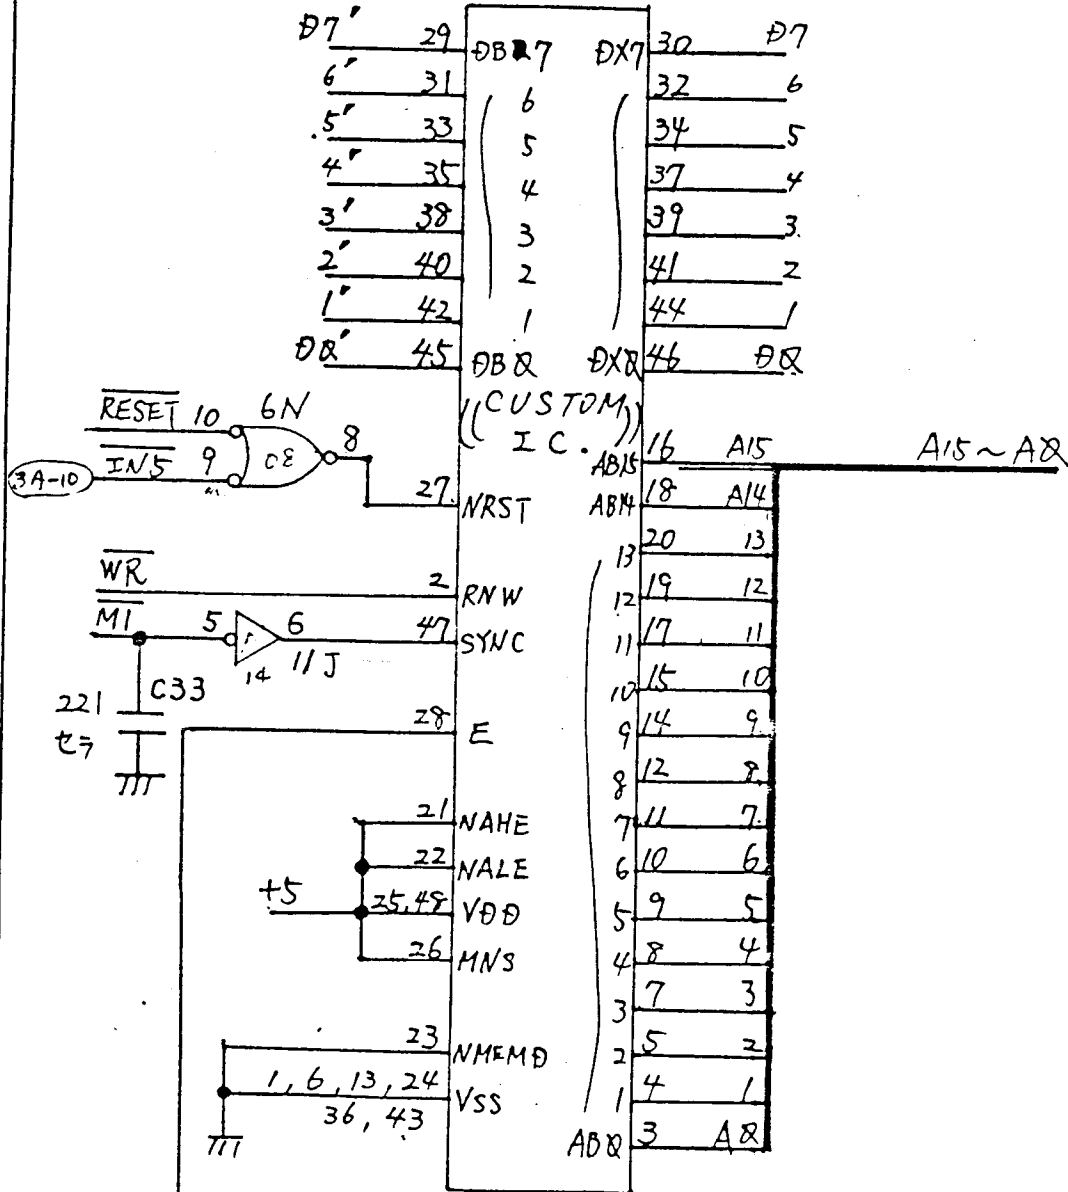 D7' 29 DB7 DX7 30 D7
6' 31 6 32 6
5' 33 5 34 5
4' 35 4 37 4
3' 38 3 39 3
2' 40 2 41 2
1' 42 1 44 1
D0' 45 DB0 DX0 46 D0
((CUSTOM
I C.))
RESET 10 6N
IN5 9 8
3A-10
27 NRST
WR 2 RNW
M1 5 6 47 SYNC
14 11J
C33
221
セラ
28 E
21 NAHE
22 NALE
+5 25,48 VDD
26 MNS
23 NMEMD
1, 6, 13, 24 VSS
36, 43
AB15 16 A15 A15~A0
AB14 18 A14
13 20 13
12 19 12
11 17 11
10 15 10
9 14 9
8 12 8
7 11 7
6 10 6
5 9 5
4 8 4
3 7 3
2 5 2
1 4 1
AB0 3 A0